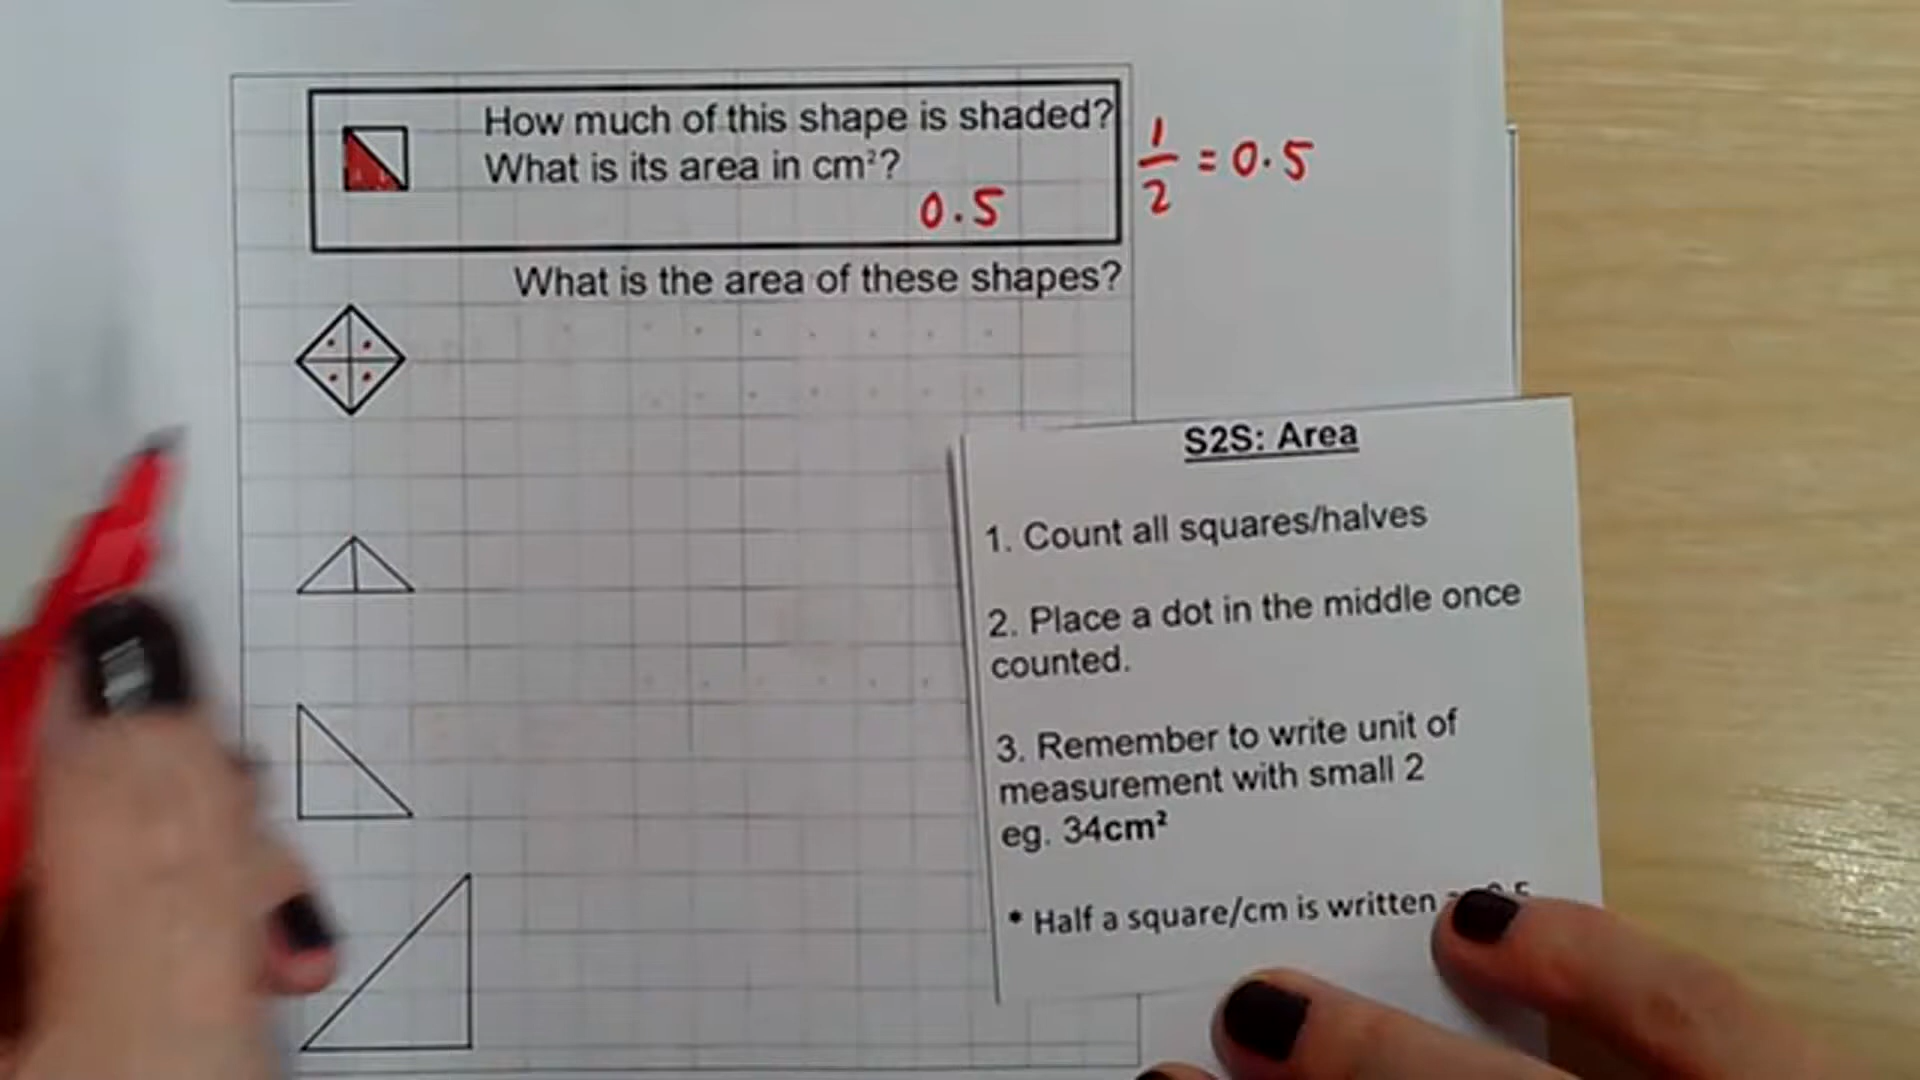 How much of this shape is shaded?
What is its area in cm²?
0.5
1/2 = 0.5
What is the area of these shapes?
S2S: Area
1. Count all squares/halves
2. Place a dot in the middle once
counted.
3. Remember to write unit of
measurement with small 2
eg. 34cm²
* Half a square/cm is written